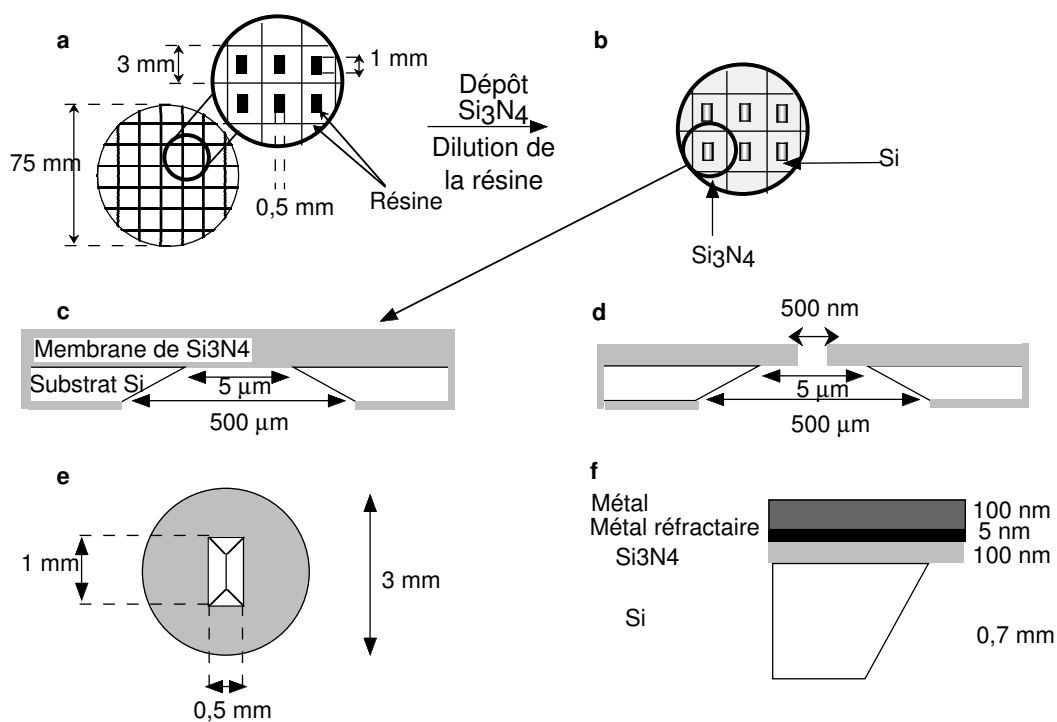 a
3 mm
1 mm
75 mm
0,5 mm
Résine
Dépôt
Si3N4
Dilution de
la résine
b
Si
Si3N4
c
Membrane de Si3N4
Substrat Si
5 µm
500 µm
d
500 nm
5 µm
500 µm
e
1 mm
3 mm
0,5 mm
f
Métal
100 nm
Métal réfractaire
5 nm
Si3N4
100 nm
Si
0,7 mm